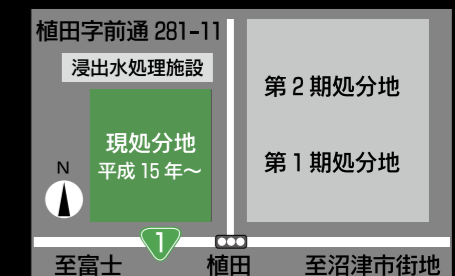 植田字前通 281-11
浸出水処理施設
第2期処分地
現処分地
平成 15 年～
第1期処分地
N
1
至富士
植田
至沼津市街地